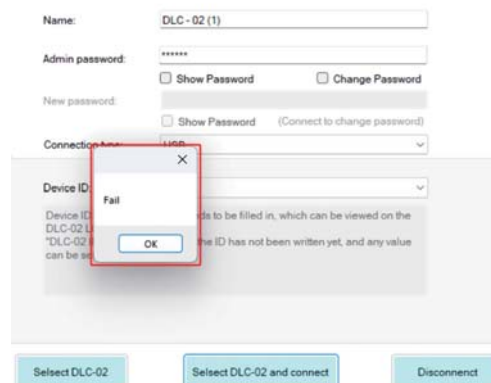 Name: DLC - 02 (1)
Admin password: ******
Show Password Change Password
New password:
Show Password (Connect to change password)
Connection
Device ID:
Fail
Device ID ds to be filled in, which can be viewed on the
DLC-02
"DLC-02 the ID has not been written yet, and any value
can be se
OK
Selsect DLC-02 Selsect DLC-02 and connect Disconnenct